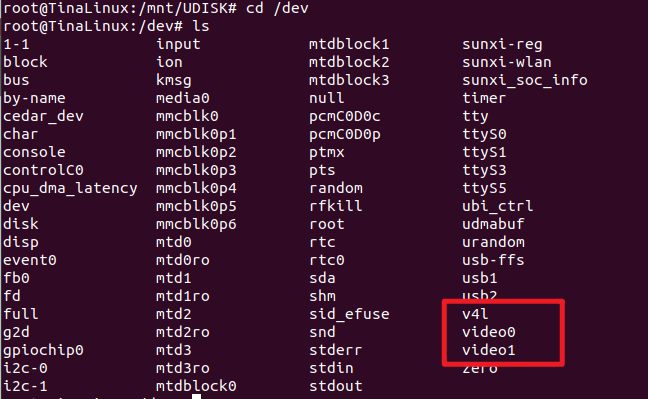 root@TinaLinux:/mnt/UDISK# cd /dev
root@TinaLinux:/dev# ls
1-1 input mtdblock1 sunxi-reg
block ion mtdblock2 sunxi-wlan
bus kmsg mtdblock3 sunxi_soc_info
by-name media0 null timer
cedar_dev mmcblk0 pcmC0D0c tty
char mmcblk0p1 pcmC0D0p ttyS0
console mmcblk0p2 ptmx ttyS1
controlC0 mmcblk0p3 pts ttyS3
cpu_dma_latency mmcblk0p4 random ttyS5
dev mmcblk0p5 rfkill ubi_ctrl
disk mmcblk0p6 root udmabuf
disp mtd0 rtc urandom
event0 mtd0ro rtc0 usb-ffs
fb0 mtd1 sda usb1
fd mtd1ro shm usb2
full mtd2 sid_efuse v4l
g2d mtd2ro snd video0
gpiochip0 mtd3 stderr video1
i2c-0 mtd3ro stdin zero
i2c-1 mtdblock0 stdout